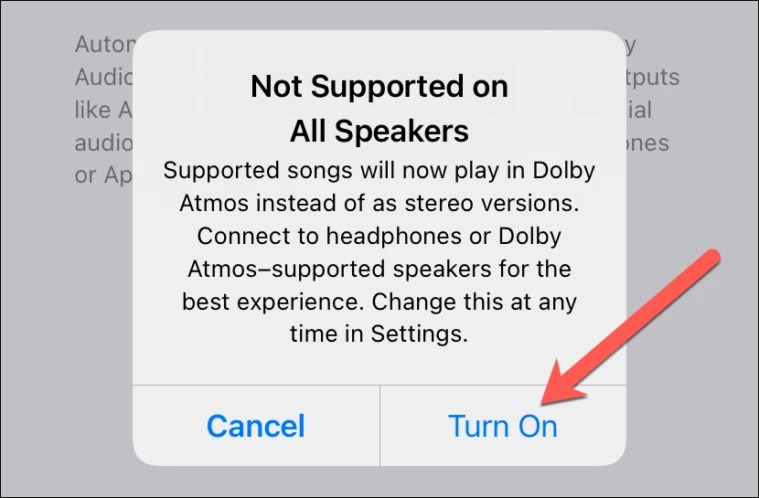 Auton
y
Audio
tputs
like A
ial
audio
ones
or Ap
Not Supported on
All Speakers
Supported songs will now play in Dolby
Atmos instead of as stereo versions.
Connect to headphones or Dolby
Atmos–supported speakers for the
best experience. Change this at any
time in Settings.
Cancel
Turn On